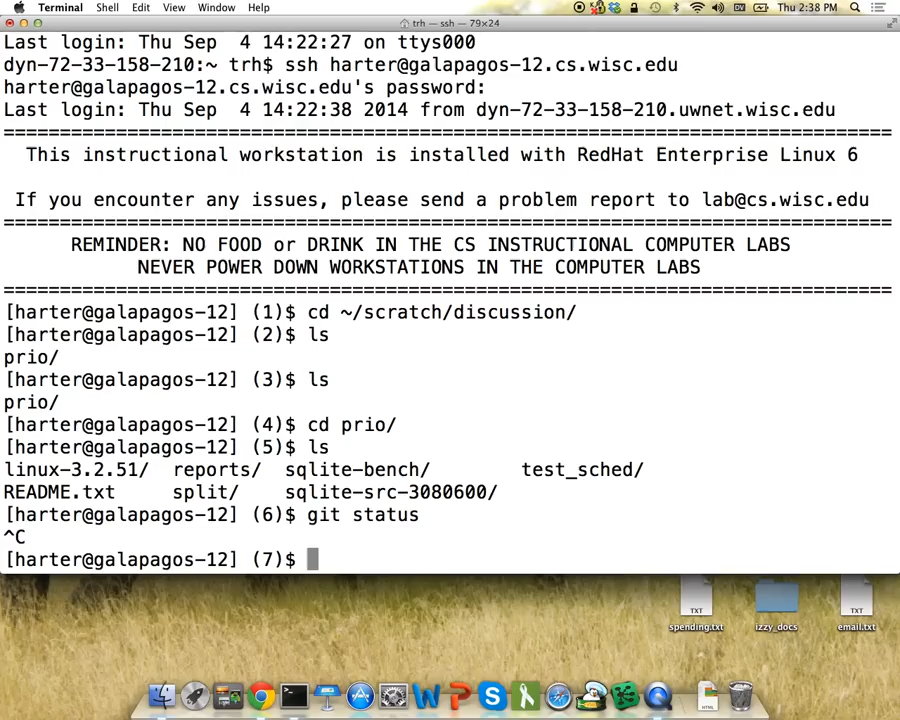 Terminal Shell Edit View Window Help Thu 2:38 PM
trh — ssh — 79×24
Last login: Thu Sep  4 14:22:27 on ttys000
dyn-72-33-158-210:~ trh$ ssh harter@galapagos-12.cs.wisc.edu
harter@galapagos-12.cs.wisc.edu's password:
Last login: Thu Sep  4 14:22:38 2014 from dyn-72-33-158-210.uwnet.wisc.edu
===============================================================================
This instructional workstation is installed with RedHat Enterprise Linux 6
If you encounter any issues, please send a problem report to lab@cs.wisc.edu
===============================================================================
REMINDER: NO FOOD or DRINK IN THE CS INSTRUCTIONAL COMPUTER LABS
NEVER POWER DOWN WORKSTATIONS IN THE COMPUTER LABS
===============================================================================
[harter@galapagos-12] (1)$ cd ~/scratch/discussion/
[harter@galapagos-12] (2)$ ls
prio/
[harter@galapagos-12] (3)$ ls
prio/
[harter@galapagos-12] (4)$ cd prio/
[harter@galapagos-12] (5)$ ls
linux-3.2.51/  reports/  sqlite-bench/        test_sched/
README.txt     split/    sqlite-src-3080600/
[harter@galapagos-12] (6)$ git status
^C
[harter@galapagos-12] (7)$
TXT TXT
spending.txt izzy_docs email.txt
HTML